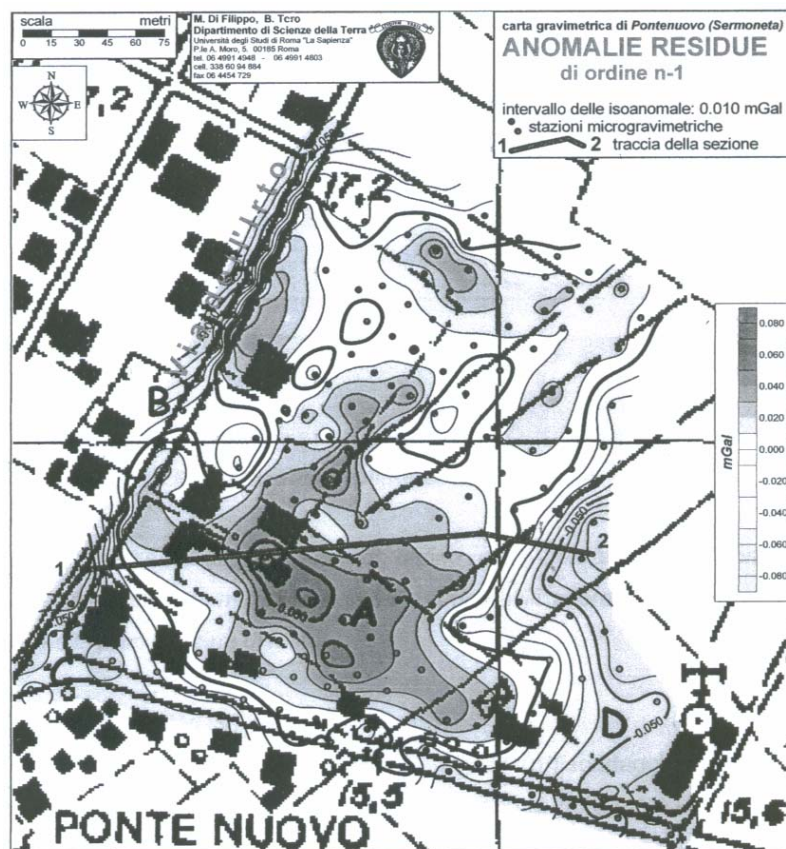 scala metri
0 15 30 45 60 75
M. Di Filippo, B. Toro
Dipartimento di Scienze della Terra
Università degli Studi di Roma "La Sapienza"
P.le A. Moro, 5. 00185 Roma
tel. 06 4991 4948 - 06 4991 4803
cell. 338 60 94 884
fax 06 4454 729
carta gravimetrica di Pontenuovo (Sermoneta)
ANOMALIE RESIDUE
di ordine n-1
intervallo delle isoanomale: 0.010 mGal
stazioni microgravimetriche
1 2 traccia della sezione
N
W E
S
17,2
17,2
B
0.080
0.060
0.040
0.020
0.000
-0.020
-0.040
-0.060
-0.080
mGal
-0.050
1
2
0.050
A
D
-0.050
15,5
15,6
PONTE NUOVO